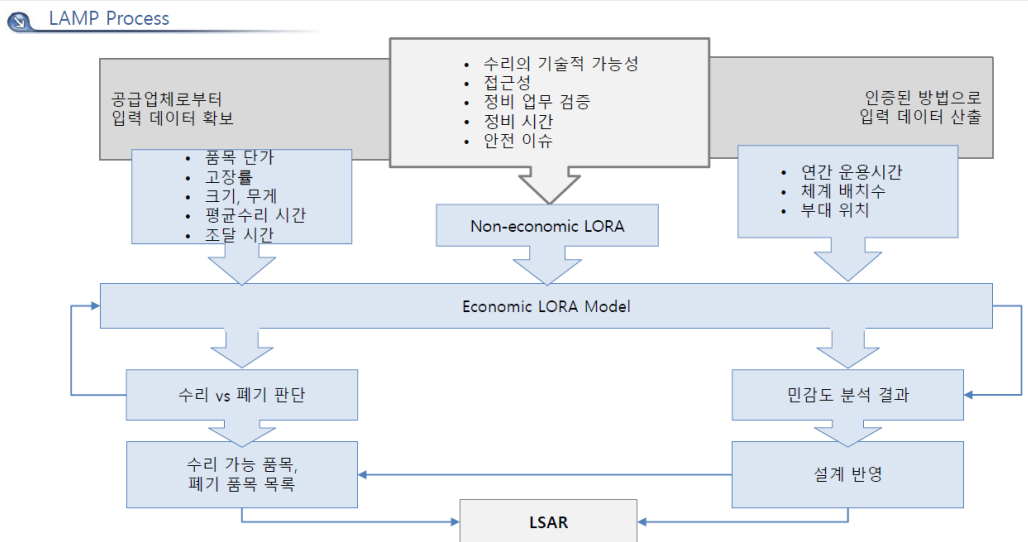 LAMP Process
공급업체로부터
입력 데이터 확보
• 수리의 기술적 가능성
• 접근성
• 정비 업무 검증
• 정비 시간
• 안전 이슈
인증된 방법으로
입력 데이터 산출
• 품목 단가
• 고장률
• 크기, 무게
• 평균수리 시간
• 조달 시간
Non-economic LORA
• 연간 운용시간
• 체계 배치수
• 부대 위치
Economic LORA Model
수리 vs 폐기 판단
민감도 분석 결과
수리 가능 품목,
폐기 품목 목록
설계 반영
LSAR